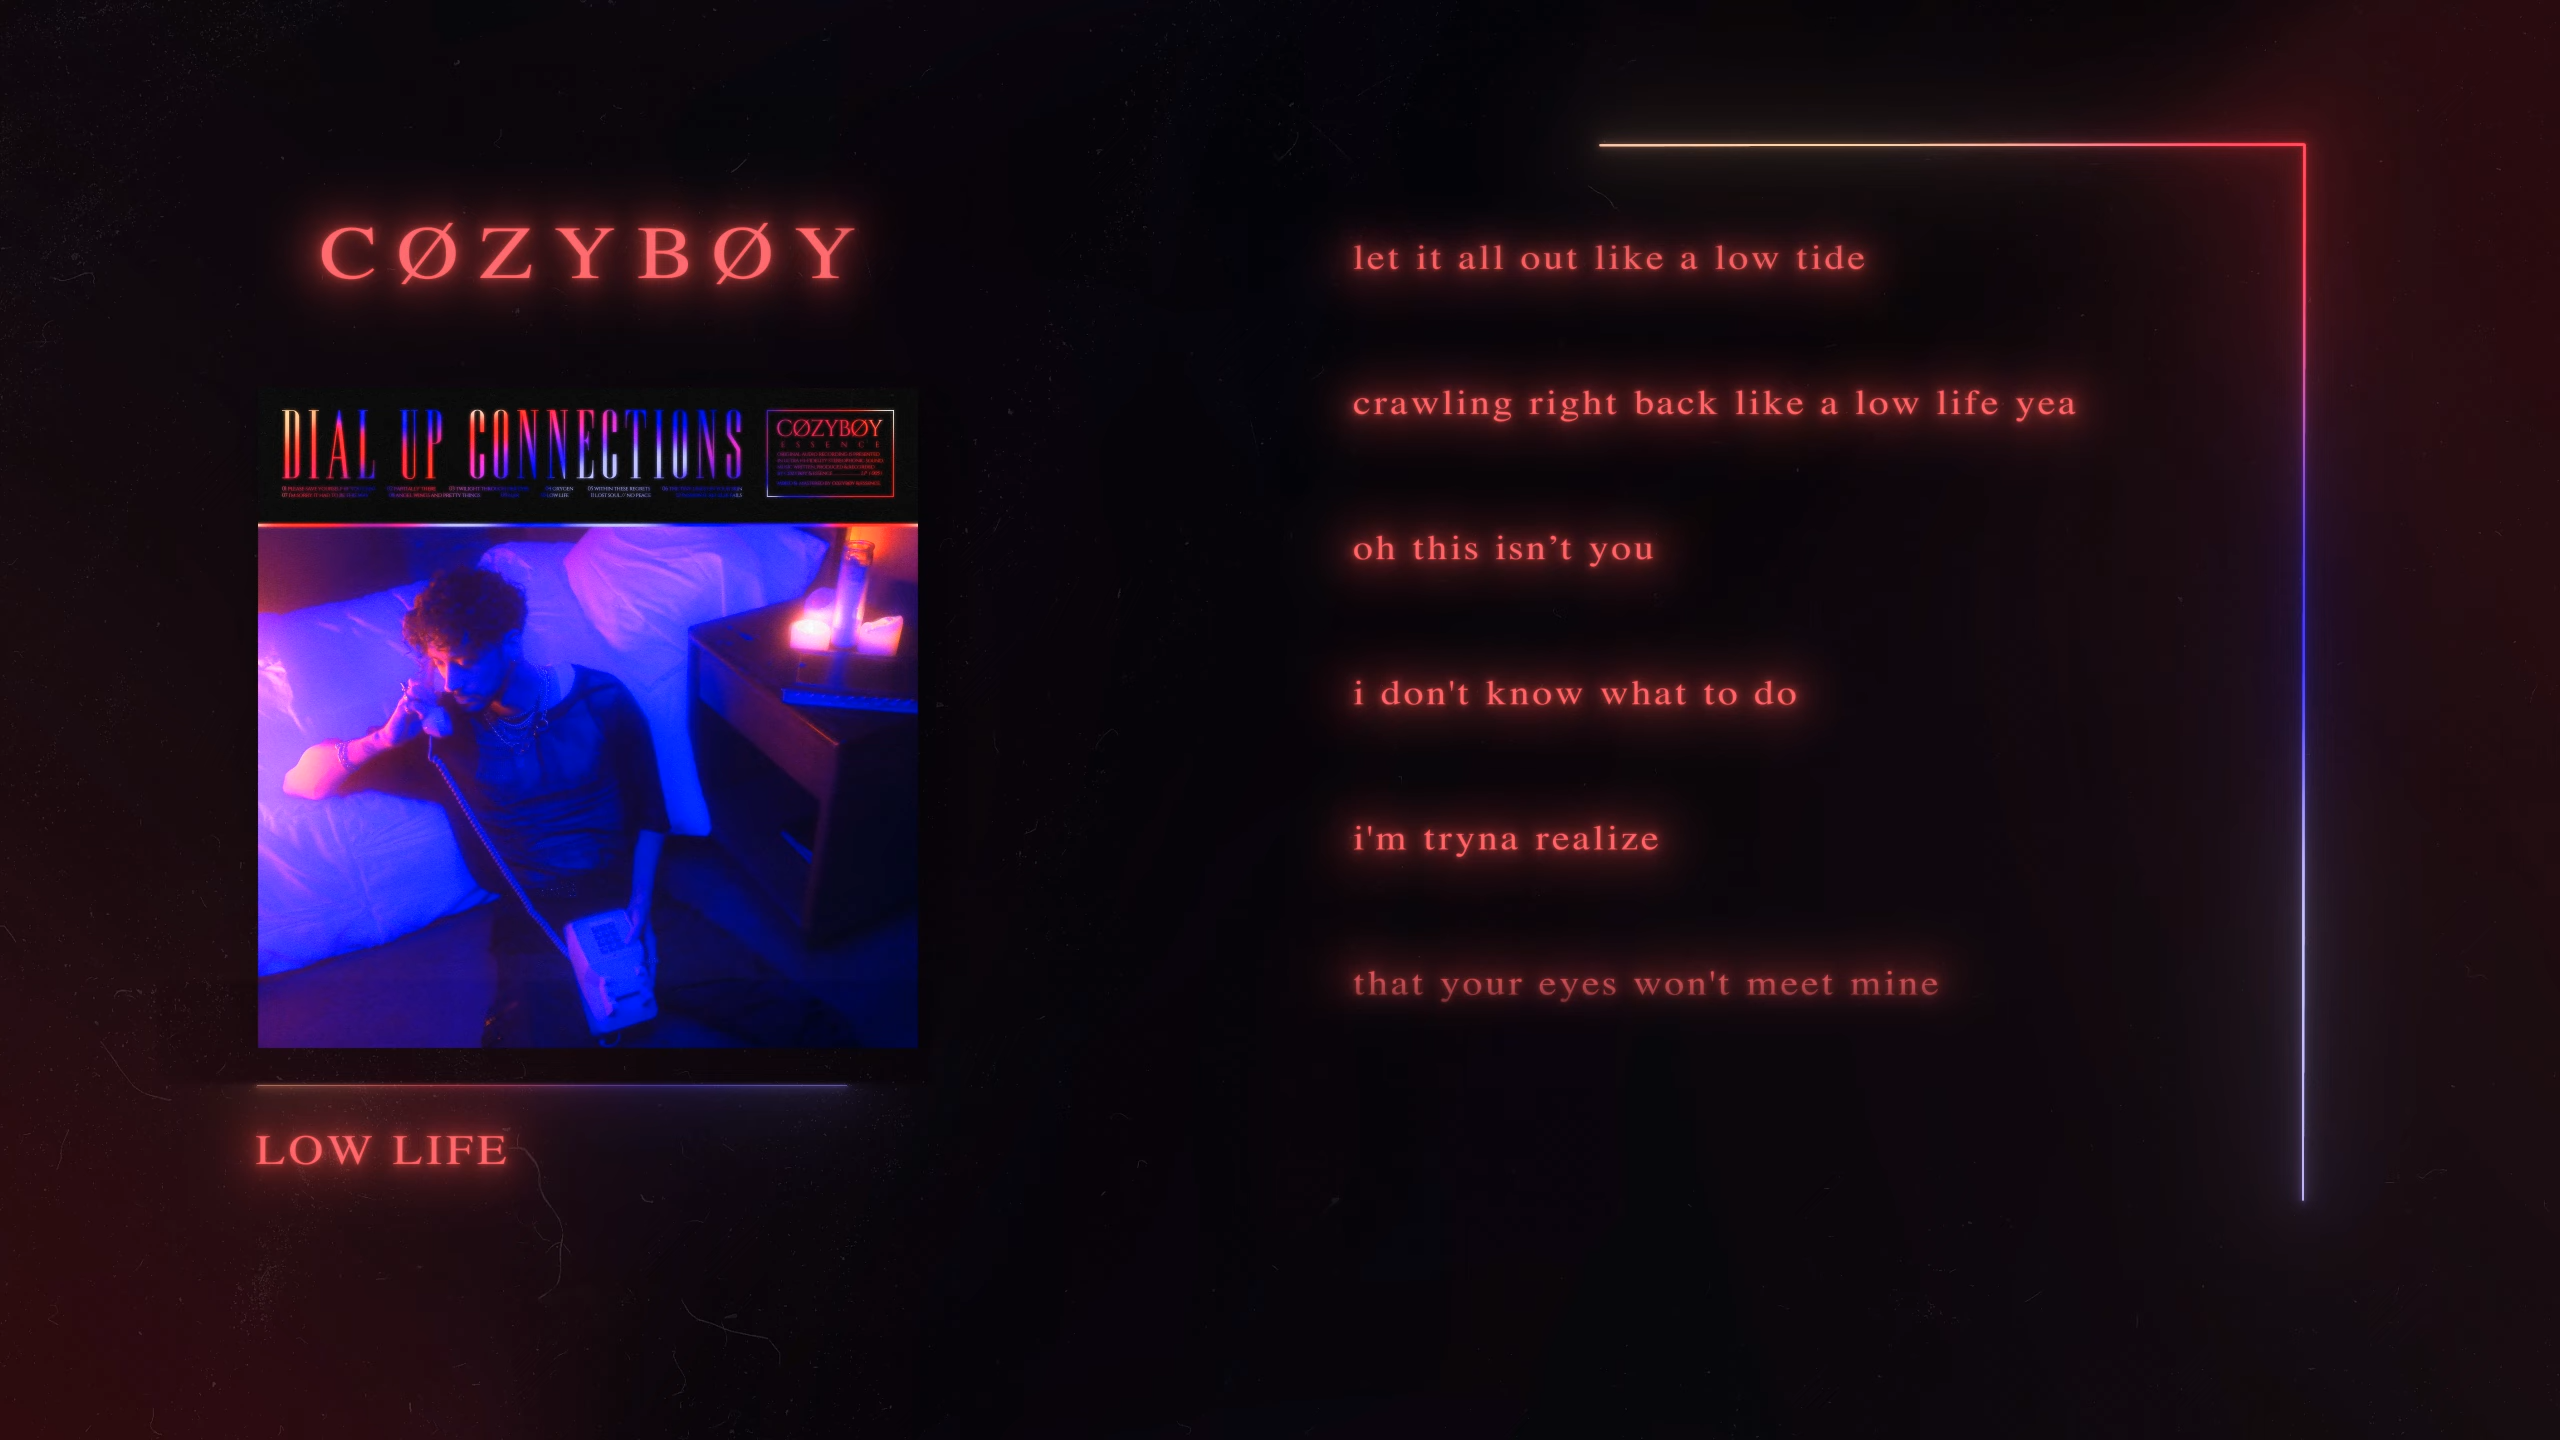 CØZYBØY
DIAL UP CONNECTIONS
CØZYBØY
ESSENCE
LOW LIFE
let it all out like a low tide
crawling right back like a low life yea
oh this isn’t you
i don't know what to do
i'm tryna realize
that your eyes won't meet mine